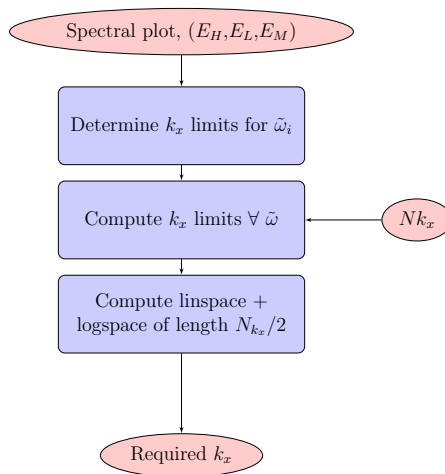 Spectral plot, (E_H,E_L,E_M)
Determine k_x limits for ω̃_i
Compute k_x limits ∀ ω̃
Nk_x
Compute linspace +
logspace of length N_{k_x}/2
Required k_x